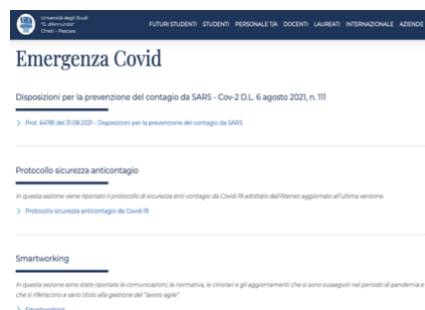 Università degli Studi
"G. d'Annunzio"
Chieti - Pescara
FUTURI STUDENTI STUDENTI PERSONALE T/A DOCENTI LAUREATI INTERNAZIONALE AZIENDE
Emergenza Covid
Disposizioni per la prevenzione del contagio da SARS - Cov-2 D.L. 6 agosto 2021, n. 111
Prot. 64781 del 31.08.2021 - Disposizioni per la prevenzione del contagio da SARS
Protocollo sicurezza anticontagio
In questa sezione viene riportato il protocollo di sicurezza anti-contagio da Covid-19 adottato dall'Ateneo aggiornato all'ultima versione.
Protocollo sicurezza anticontagio da Covid-19
Smartworking
In questa sezione sono state riportate le comunicazioni, la normativa, le circolari e gli aggiornamenti che si sono susseguiti nel periodo di pandemia e
che si riferiscono a vario titolo alla gestione del "lavoro agile"
Smartworking